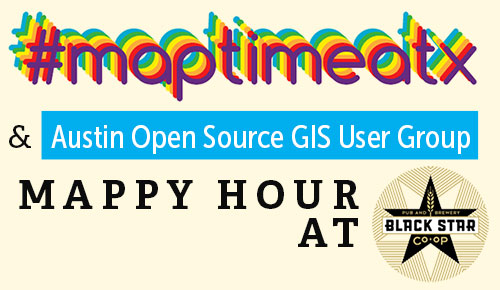 #maptimeatx
& Austin Open Source GIS User Group
MAPPY HOUR
AT
PUB AND BREWERY
BLACK STAR
CO-OP